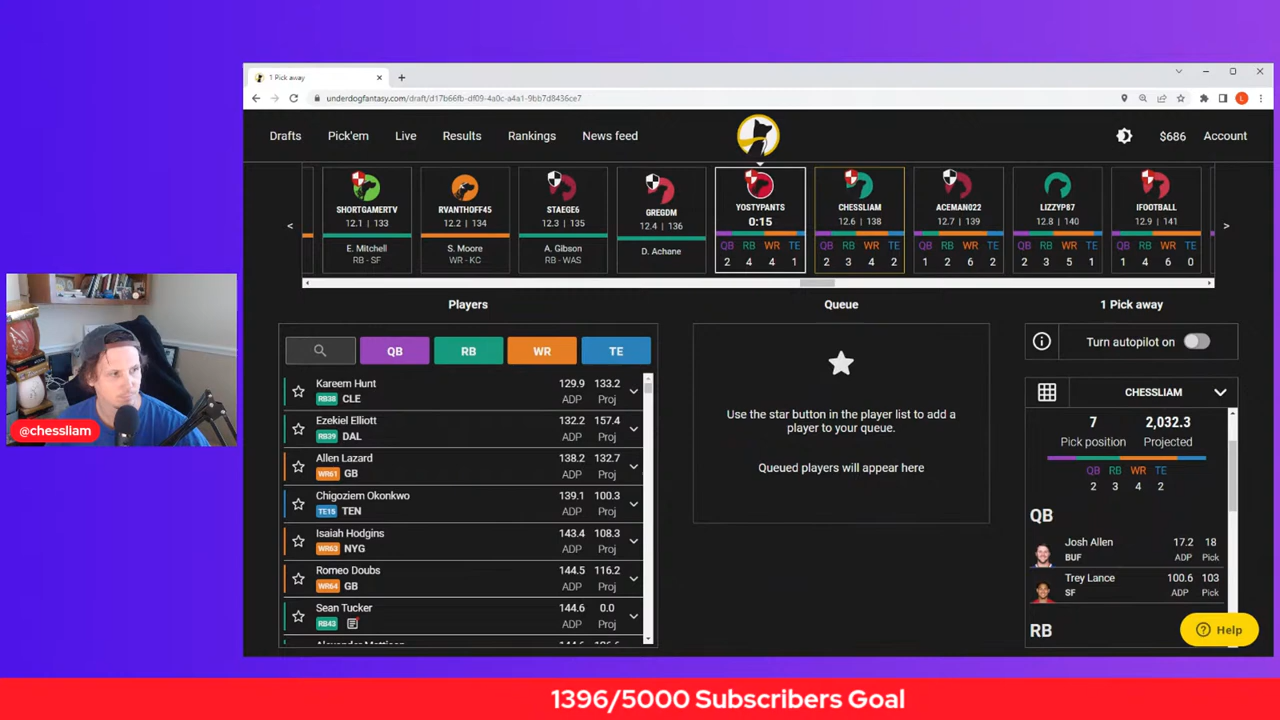 1 Pick away
underdogfantasy.com/draft/d17b66fb-df09-4a0c-a4a1-9bb7d8436ce7
L
Drafts Pick'em Live Results Rankings News feed $686 Account
< SHORTGAMERTV RVANTHOFF45 STAEGE6 GREGDM YOSTYPANTS CHESSLIAM ACEMAN022 LIZZYP87 IFOOTBALL >
12.1 | 133 12.2 | 134 12.3 | 135 12.4 | 136 0:15 12.6 | 138 12.7 | 139 12.8 | 140 12.9 | 141
E. Mitchell S. Moore A. Gibson D. Achane QB RB WR TE QB RB WR TE QB RB WR TE QB RB WR TE QB RB WR TE
RB - SF WR - KC RB - WAS 2 4 4 1 2 3 4 2 1 2 6 2 2 3 5 1 1 4 6 0
Players Queue 1 Pick away
QB RB WR TE
Turn autopilot on
Kareem Hunt 129.9 133.2
RB38 CLE ADP Proj
Ezekiel Elliott 132.2 157.4
RB39 DAL ADP Proj
Allen Lazard 138.2 132.7
WR61 GB ADP Proj
Chigoziem Okonkwo 139.1 100.3
TE15 TEN ADP Proj
Isaiah Hodgins 143.4 108.3
WR63 NYG ADP Proj
Romeo Doubs 144.5 116.2
WR64 GB ADP Proj
Sean Tucker 144.6 0.0
RB43 ADP Proj
Alexander Mattison 144.6
Use the star button in the player list to add a
player to your queue.
Queued players will appear here
CHESSLIAM
7 2,032.3
Pick position Projected
QB RB WR TE
2 3 4 2
QB
Josh Allen 17.2 18
BUF ADP Pick
Trey Lance 100.6 103
SF ADP Pick
RB
Help
@chessliam
1396/5000 Subscribers Goal